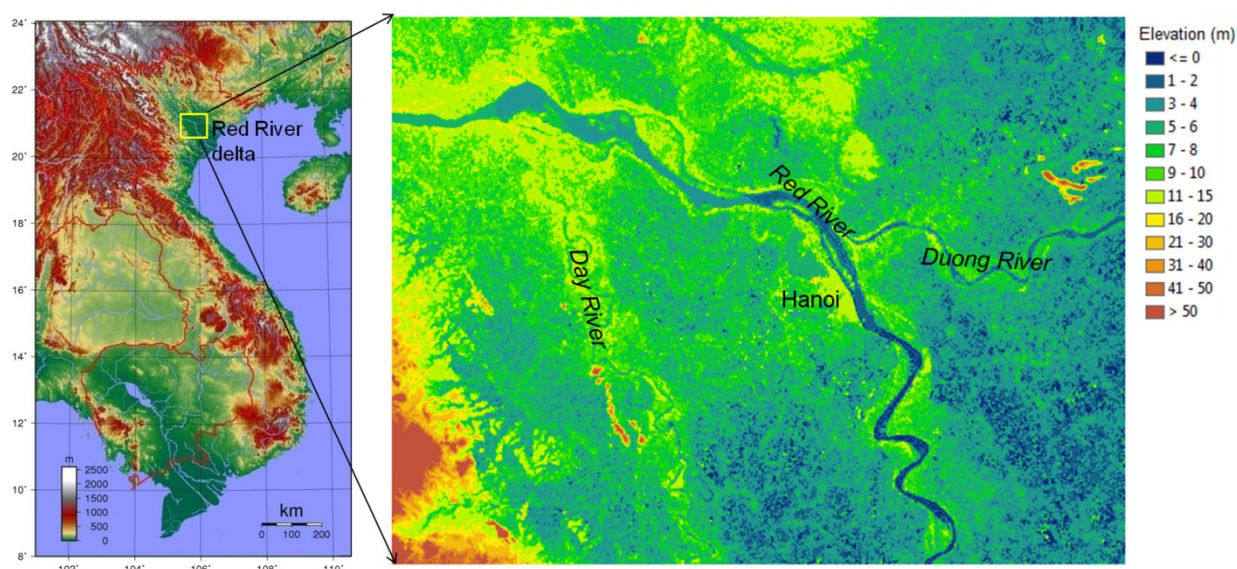 24˚
22˚
20˚
18˚
16˚
14˚
12˚
10˚
8˚
Red River
delta
m
2500
2000
1500
1000
500
0
km
0 100 200
104˚ 106˚ 108˚
Red River
Day River
Duong River
Hanoi
Elevation (m)
<= 0
1 - 2
3 - 4
5 - 6
7 - 8
9 - 10
11 - 15
16 - 20
21 - 30
31 - 40
41 - 50
> 50